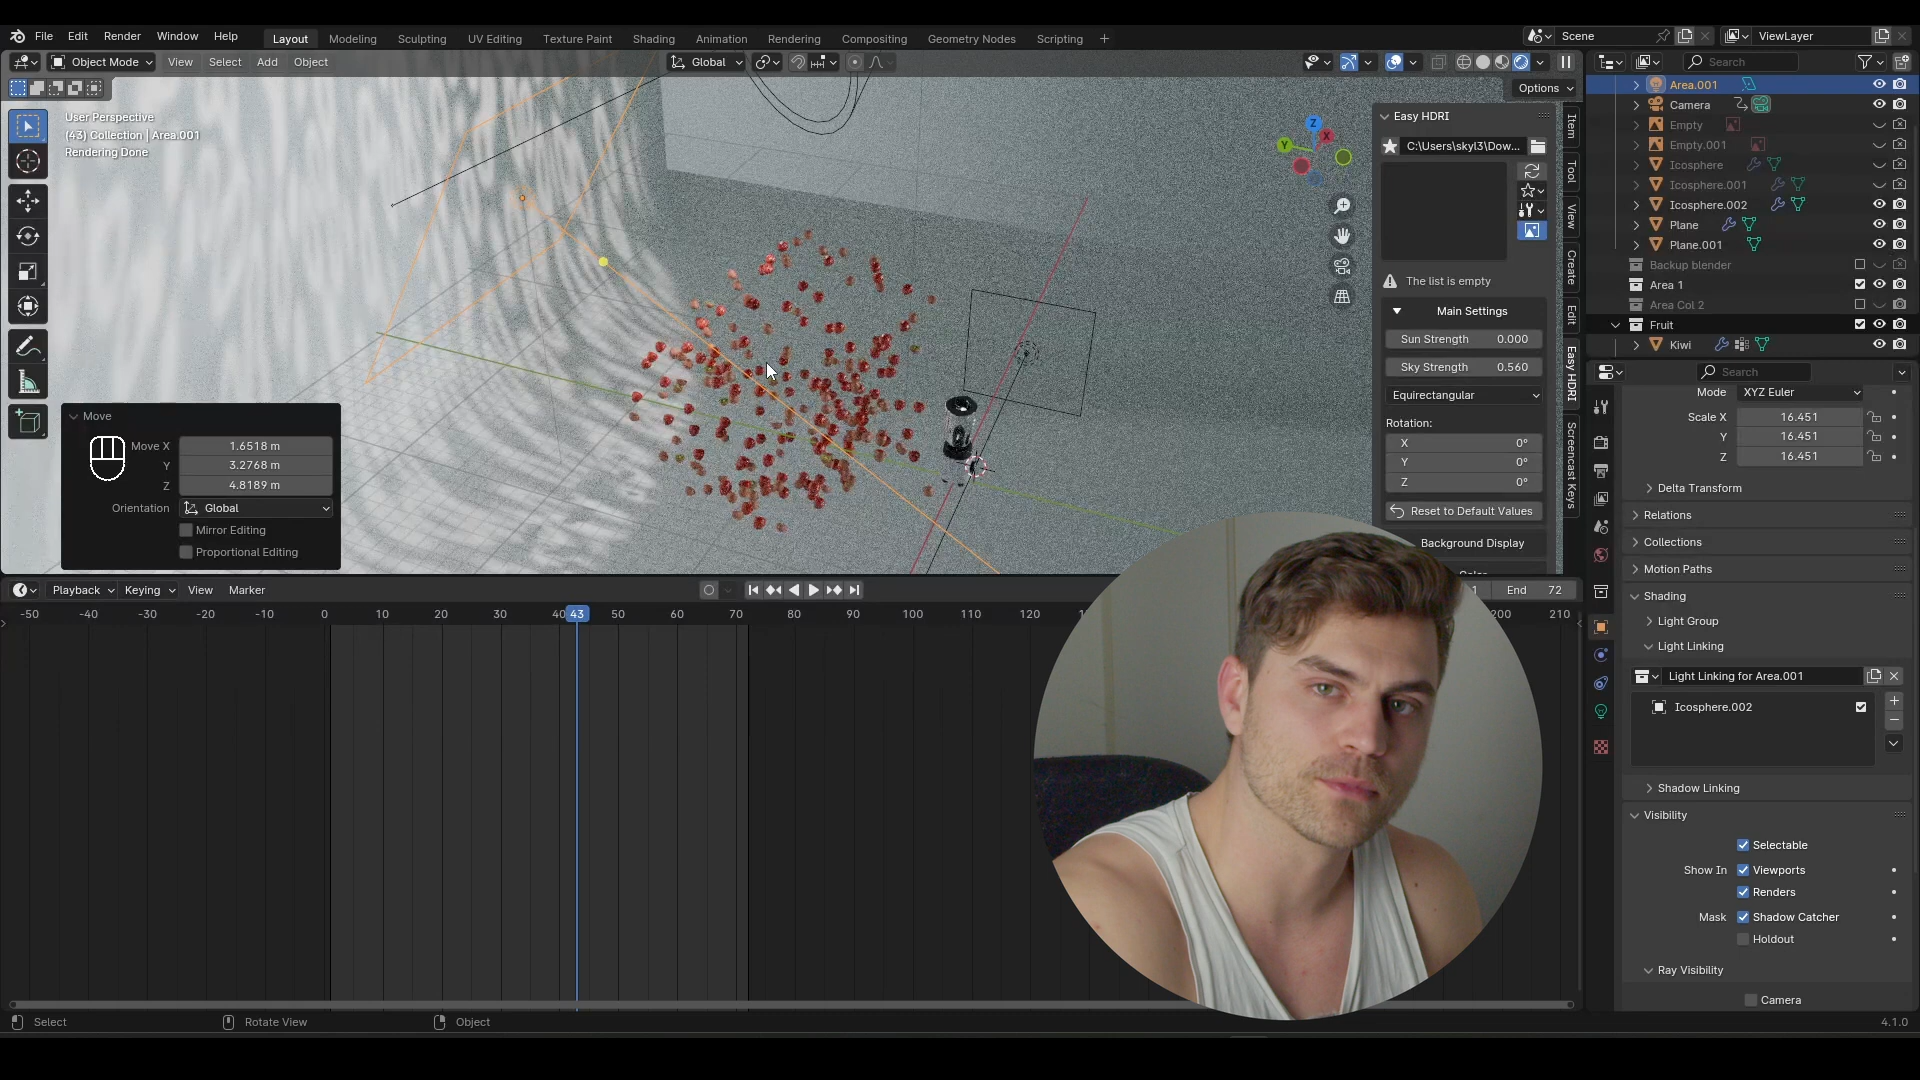 File Edit Render Window Help Layout Modeling Sculpting UV Editing Texture Paint Shading Animation Rendering Compositing Geometry Nodes Scripting + Scene ViewLayer
Object Mode View Select Add Object Global Search
Options
User Perspective
(43) Collection | Area.001
Rendering Done
Z
X
Y
Easy HDRI
C:\Users\skyl3\Dow...
The list is empty
Main Settings
Sun Strength 0.000
Sky Strength 0.560
Equirectangular
Rotation:
X 0°
Y 0°
Z 0°
Reset to Default Values
Background Display
Item
Tool
View
Create
Edit
Easy HDRI
Screencast Keys
Area.001
Camera
Empty
Empty.001
Icosphere
Icosphere.001
Icosphere.002
Plane
Plane.001
Backup blender
Area 1
Area Col 2
Fruit
Kiwi
Move
Move X 1.6518 m
Y 3.2768 m
Z 4.8189 m
Orientation Global
Mirror Editing
Proportional Editing
Search
Mode XYZ Euler
Scale X 16.451
Y 16.451
Z 16.451
Delta Transform
Relations
Collections
Motion Paths
Shading
Light Group
Light Linking
Light Linking for Area.001
Icosphere.002
Shadow Linking
Visibility
Selectable
Show In Viewports
Renders
Mask Shadow Catcher
Holdout
Ray Visibility
Camera
Playback Keying View Marker 1 End 72
-50 -40 -30 -20 -10 0 10 20 30 40 43 50 60 70 80 90 100 110 120 200 210
Select Rotate View Object 4.1.0